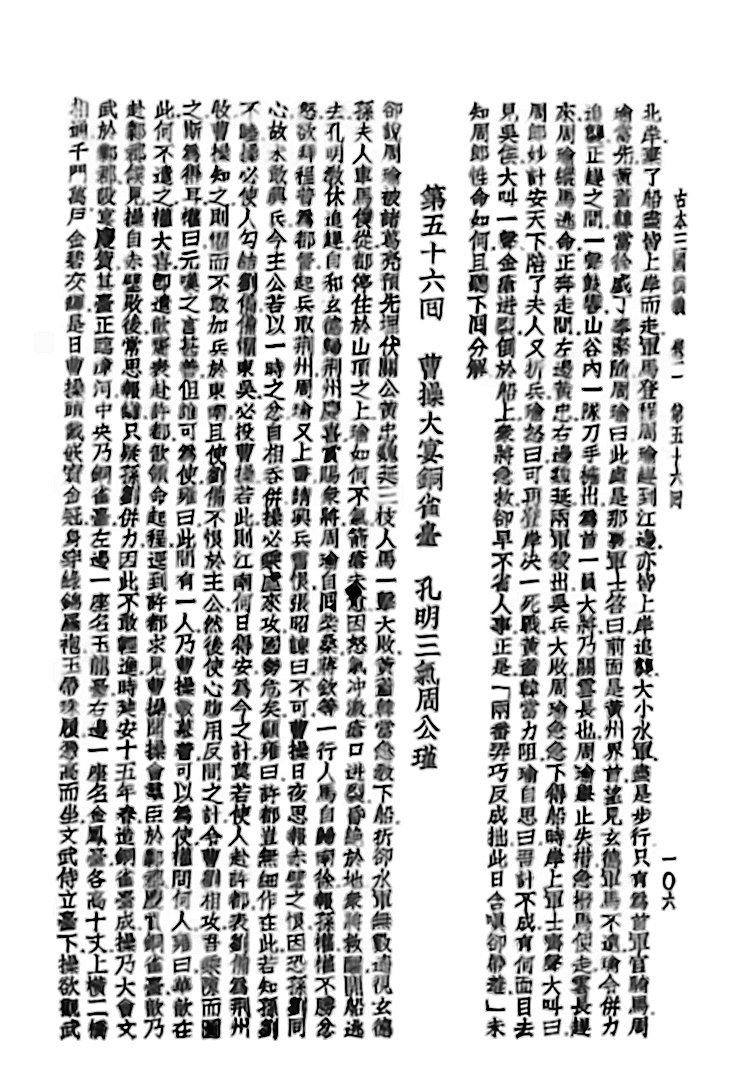 古本三國演義 卷二 第五十六回
一〇六
北岸棄了船盡皆上岸而走軍馬登程周瑜趕到江邊亦皆上岸追襲大小水軍盡是步行只有爲首軍官騎馬周
瑜當先黃蓋韓當徐盛丁奉緊隨周瑜曰此處是那裏軍士答曰前面是黃州界首望見玄德軍馬不遠瑜令併力
追襲正趕之間一聲鼓響山谷內一隊刀手擁出爲首一員大將乃關雲長也周瑜舉止失措急撥馬便走雲長趕
來周瑜縱馬逃命正奔走間左邊黃忠右邊魏延兩軍殺出吳兵大敗周瑜急急下得船時岸上軍士齊聲大叫曰
周郎妙計安天下陪了夫人又折兵瑜怒曰可再登岸决一死戰黃蓋韓當力阻瑜自思曰吾計不成有何面目去
見吳侯大叫一聲金瘡迸裂倒於船上衆將急救卻早不省人事正是「兩番弄巧反成拙此日含嗔卻帶羞」未
知周郎性命如何且聽下囘分解
第五十六囘 曹操大宴銅雀臺 孔明三氣周公瑾
卻說周瑜被諸葛亮預先埋伏關公黃忠魏延三枝人馬一擊大敗黃蓋韓當急救下船折卻水軍無數遙視玄德
孫夫人車馬僕從都停住於山頂之上瑜如何不氣箭瘡未愈因怒氣冲激瘡口迸裂昏絶於地衆將救醒開船逃
去孔明敎休追趕自和玄德歸荊州慶喜賞賜衆將周瑜自囘柴桑蔣欽等一行人馬自歸南徐報孫權權不勝忿
怒欲拜程普爲都督起兵取荊州周瑜又上書請興兵雪恨張昭諫曰不可曹操日夜思報赤壁之恨因恐孫劉同
心故未敢興兵今主公若以一時之忿自相吞併操必乘虛來攻國勢危矣顧雍曰許都豈無細作在此若知孫劉
不睦操必使人勾結劉備備懼東吳必投曹操若此則江南何日得安爲今之計莫若使人赴許都表劉備爲荊州
牧曹操知之則懼而不敢加兵於東南且使劉備不恨於主公然後使心腹用反間之計令曹劉相攻吾乘隙而圖
之斯爲得耳權曰元嘆之言甚善但誰可爲使雍曰此間有一人乃曹操敬慕者可以爲使權問何人雍曰華歆在
此何不遣之權大喜卽遣歆齎表赴許都歆領命起程逕到許都求見曹操聞操會羣臣於鄴郡慶賞銅雀臺歆乃
赴鄴郡候見操自赤壁敗後常思報讎只疑孫劉併力因此不敢輕進時建安十五年春造銅雀臺成操乃大會文
武於鄴郡設宴慶賀其臺正臨漳河中央乃銅雀臺左邊一座名玉龍臺右邊一座名金鳳臺各高十丈上橫二橋
相通千門萬戶金碧交輝是日曹操頭戴嵌寶金冠身穿綠錦羅袍玉帶珠履憑高而坐文武侍立臺下操欲觀武